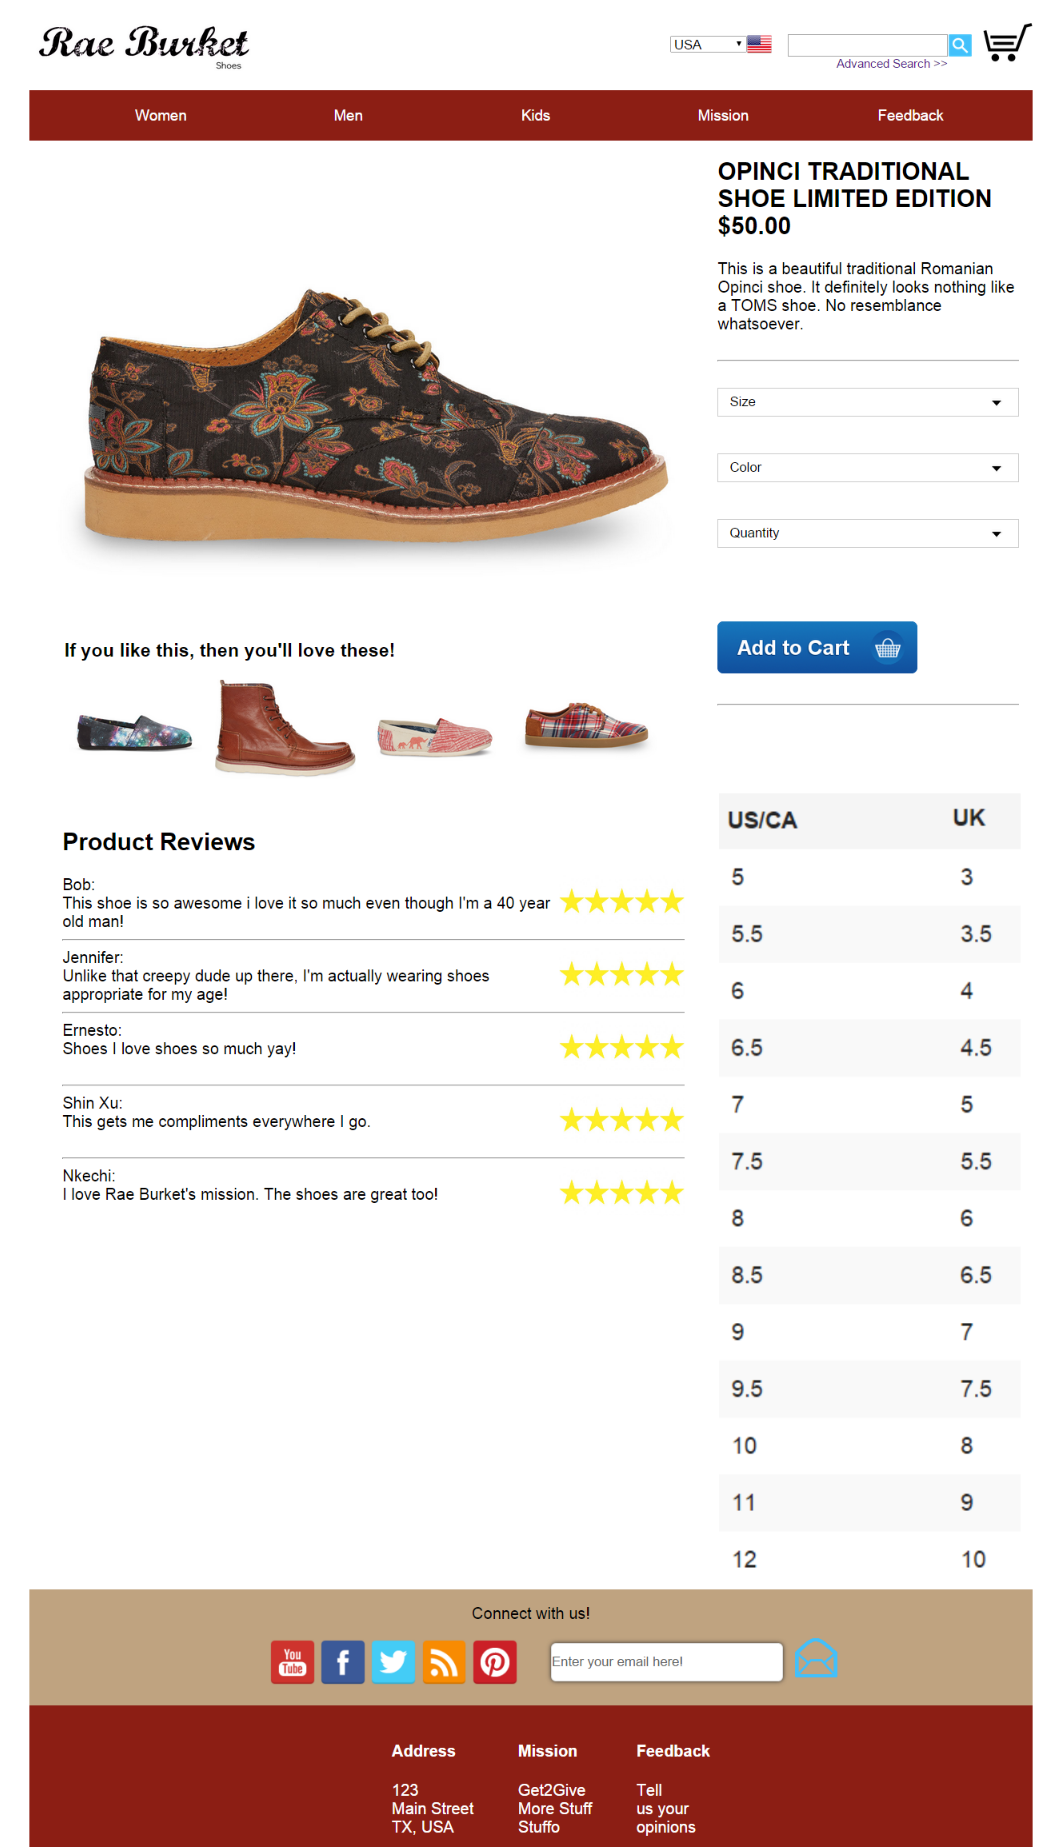 Rae Burket
Shoes
USA
Advanced Search >>
Women Men Kids Mission Feedback
OPINCI TRADITIONAL
SHOE LIMITED EDITION
$50.00
This is a beautiful traditional Romanian
Opinci shoe. It definitely looks nothing like
a TOMS shoe. No resemblance
whatsoever.
Size
Color
Quantity
Add to Cart
If you like this, then you'll love these!
Product Reviews
Bob:
This shoe is so awesome i love it so much even though I'm a 40 year
old man!
Jennifer:
Unlike that creepy dude up there, I'm actually wearing shoes
appropriate for my age!
Ernesto:
Shoes I love shoes so much yay!
Shin Xu:
This gets me compliments everywhere I go.
Nkechi:
I love Rae Burket's mission. The shoes are great too!
US/CA UK
5 3
5.5 3.5
6 4
6.5 4.5
7 5
7.5 5.5
8 6
8.5 6.5
9 7
9.5 7.5
10 8
11 9
12 10
Connect with us!
You
Tube
Enter your email here!
Address Mission Feedback
123 Get2Give Tell
Main Street More Stuff us your
TX, USA Stuffo opinions